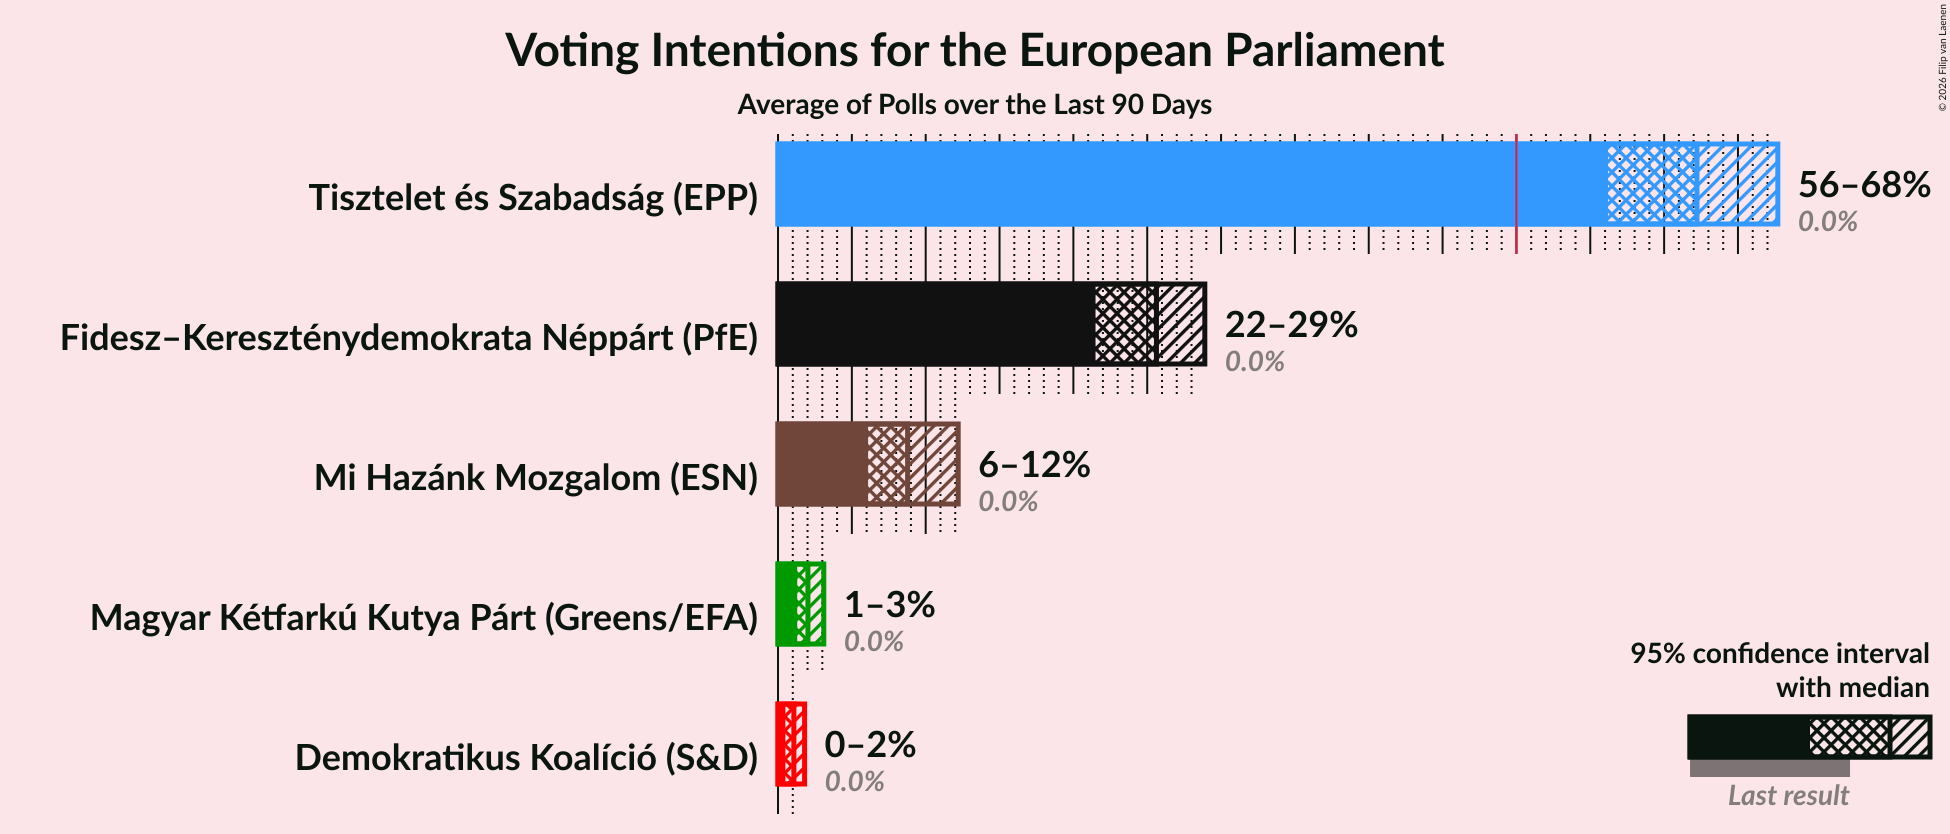 Voting Intentions for the European Parliament
Average of Polls over the Last 90 Days
© 2026 Filip van Laenen
Tisztelet és Szabadság (EPP)
56–68%
0.0%
Fidesz–Kereszténydemokrata Néppárt (PfE)
22–29%
0.0%
Mi Hazánk Mozgalom (ESN)
6–12%
0.0%
Magyar Kétfarkú Kutya Párt (Greens/EFA)
1–3%
0.0%
Demokratikus Koalíció (S&D)
0–2%
0.0%
95% confidence interval
with median
Last result